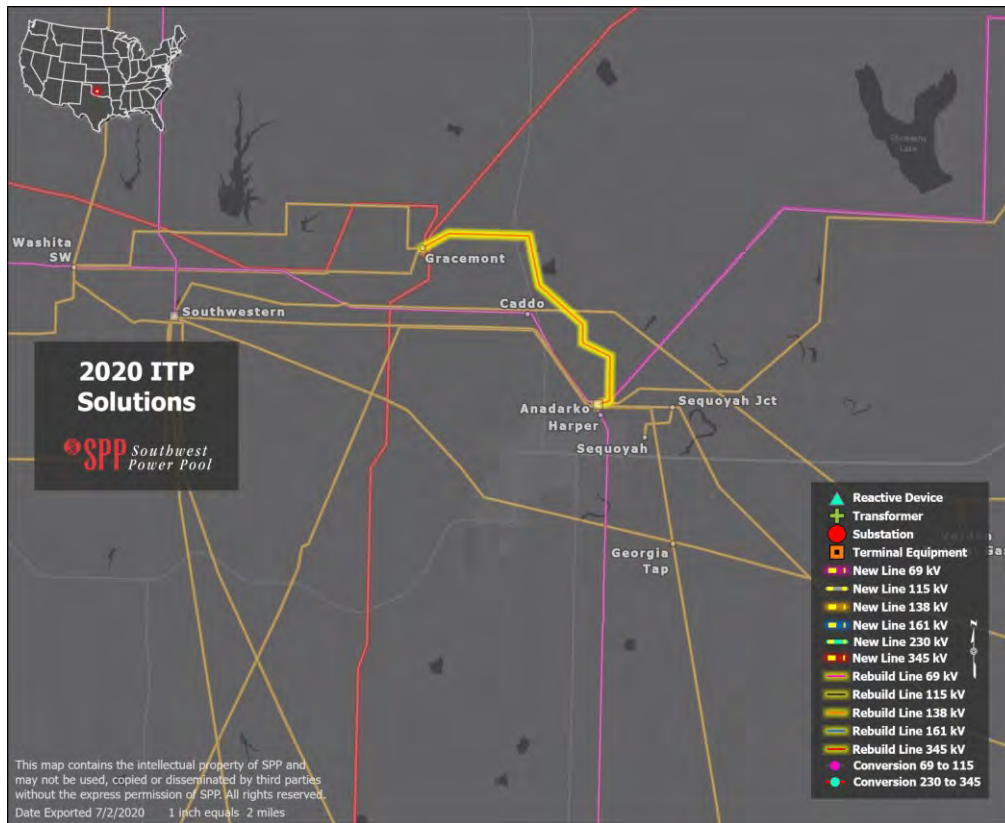 Washita
SW
Gracemont
Southwestern
Caddo
2020 ITP
Solutions
SPP Southwest
Power Pool
Anadarko
Harper
Sequoyah Jct
Sequoyah
Georgia
Tap
Lake
Gas
Reactive Device
Transformer
Substation
Terminal Equipment
New Line 69 kV
New Line 115 kV
New Line 138 kV
New Line 161 kV
New Line 230 kV
New Line 345 kV
Rebuild Line 69 kV
Rebuild Line 115 kV
Rebuild Line 138 kV
Rebuild Line 161 kV
Rebuild Line 345 kV
Conversion 69 to 115
Conversion 230 to 345
N
This map contains the intellectual property of SPP and
may not be used, copied or disseminated by third parties
without the express permission of SPP. All rights reserved.
Date Exported 7/2/2020 1 inch equals 2 miles